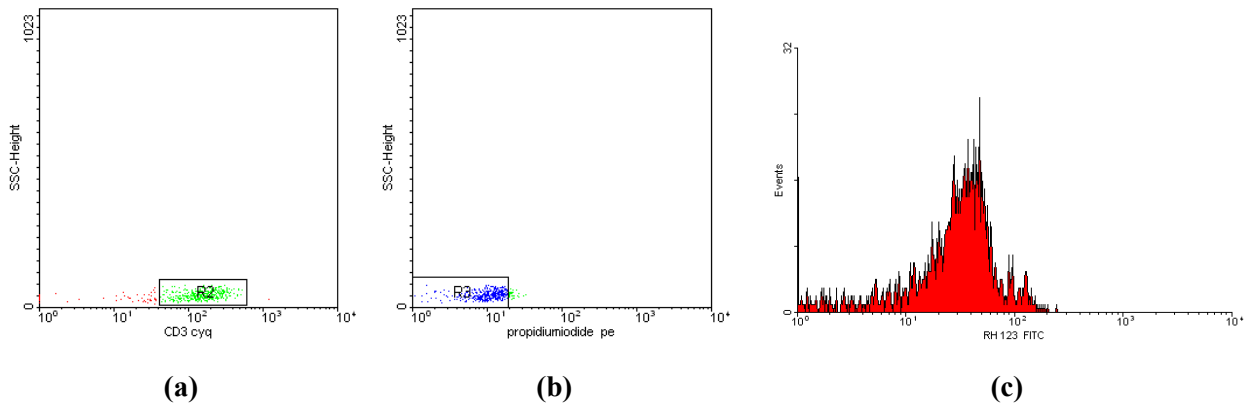 1023
SSC-Height
0
R2
10⁰ 10¹ 10² 10³ 10⁴
CD3 cyq
(a)
1023
SSC-Height
0
R3
10⁰ 10¹ 10² 10³ 10⁴
propidiumiodide pe
(b)
32
Events
0
10⁰ 10¹ 10² 10³ 10⁴
RH 123 FITC
(c)